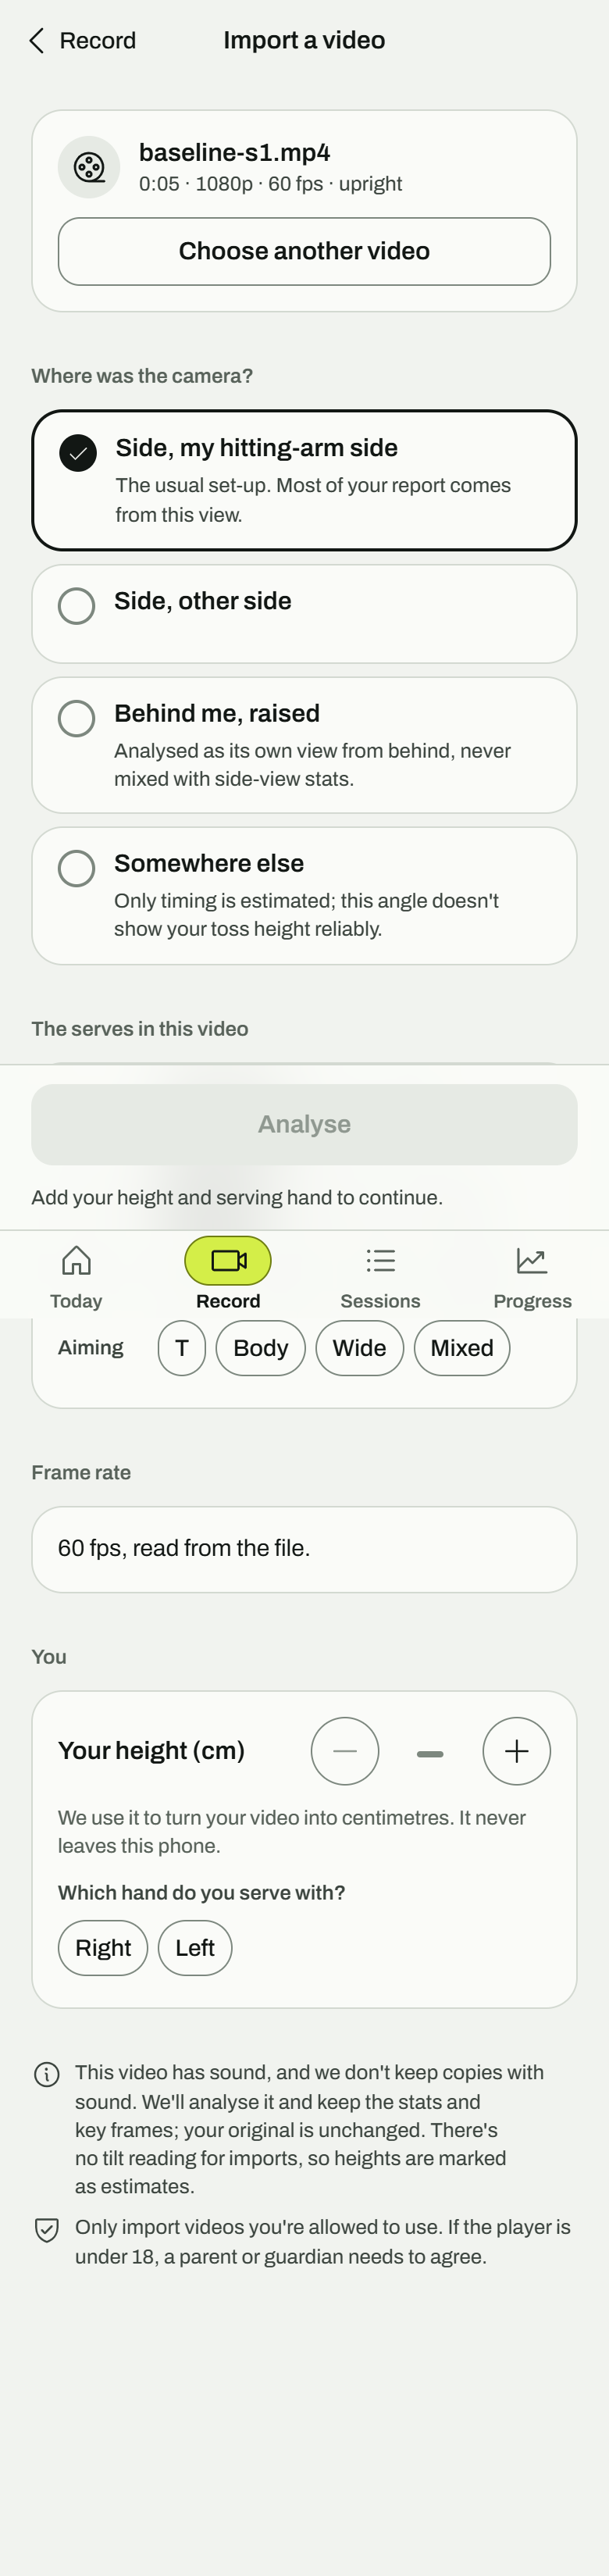 Record
Import a video
baseline-s1.mp4
0:05 · 1080p · 60 fps · upright
Choose another video
Where was the camera?
Side, my hitting-arm side
The usual set-up. Most of your report comes
from this view.
Side, other side
Behind me, raised
Analysed as its own view from behind, never
mixed with side-view stats.
Somewhere else
Only timing is estimated; this angle doesn't
show your toss height reliably.
The serves in this video
Analyse
Add your height and serving hand to continue.
Today
Record
Sessions
Progress
Aiming
T
Body
Wide
Mixed
Frame rate
60 fps, read from the file.
You
Your height (cm)
We use it to turn your video into centimetres. It never
leaves this phone.
Which hand do you serve with?
Right
Left
This video has sound, and we don't keep copies with
sound. We'll analyse it and keep the stats and
key frames; your original is unchanged. There's
no tilt reading for imports, so heights are marked
as estimates.
Only import videos you're allowed to use. If the player is
under 18, a parent or guardian needs to agree.